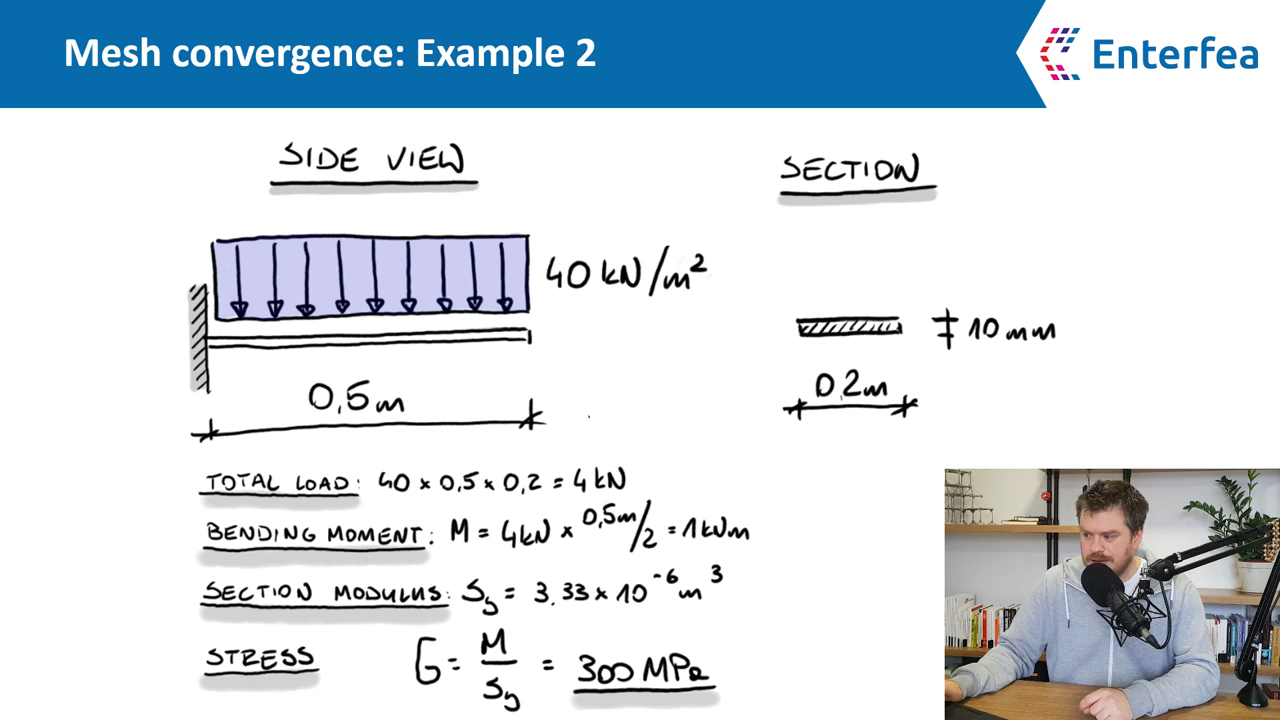 Mesh convergence: Example 2
Enterfea
SIDE VIEW
SECTION
40 kN/m²
10 mm
0,5m
0,2m
TOTAL LOAD: 40 × 0,5 × 0,2 = 4 kN
BENDING MOMENT: M = 4kN × 0,5m/2 = 1kNm
SECTION MODULUS: Sy = 3.33 × 10⁻⁶ m³
STRESS G = M/Sy = 300 MPa